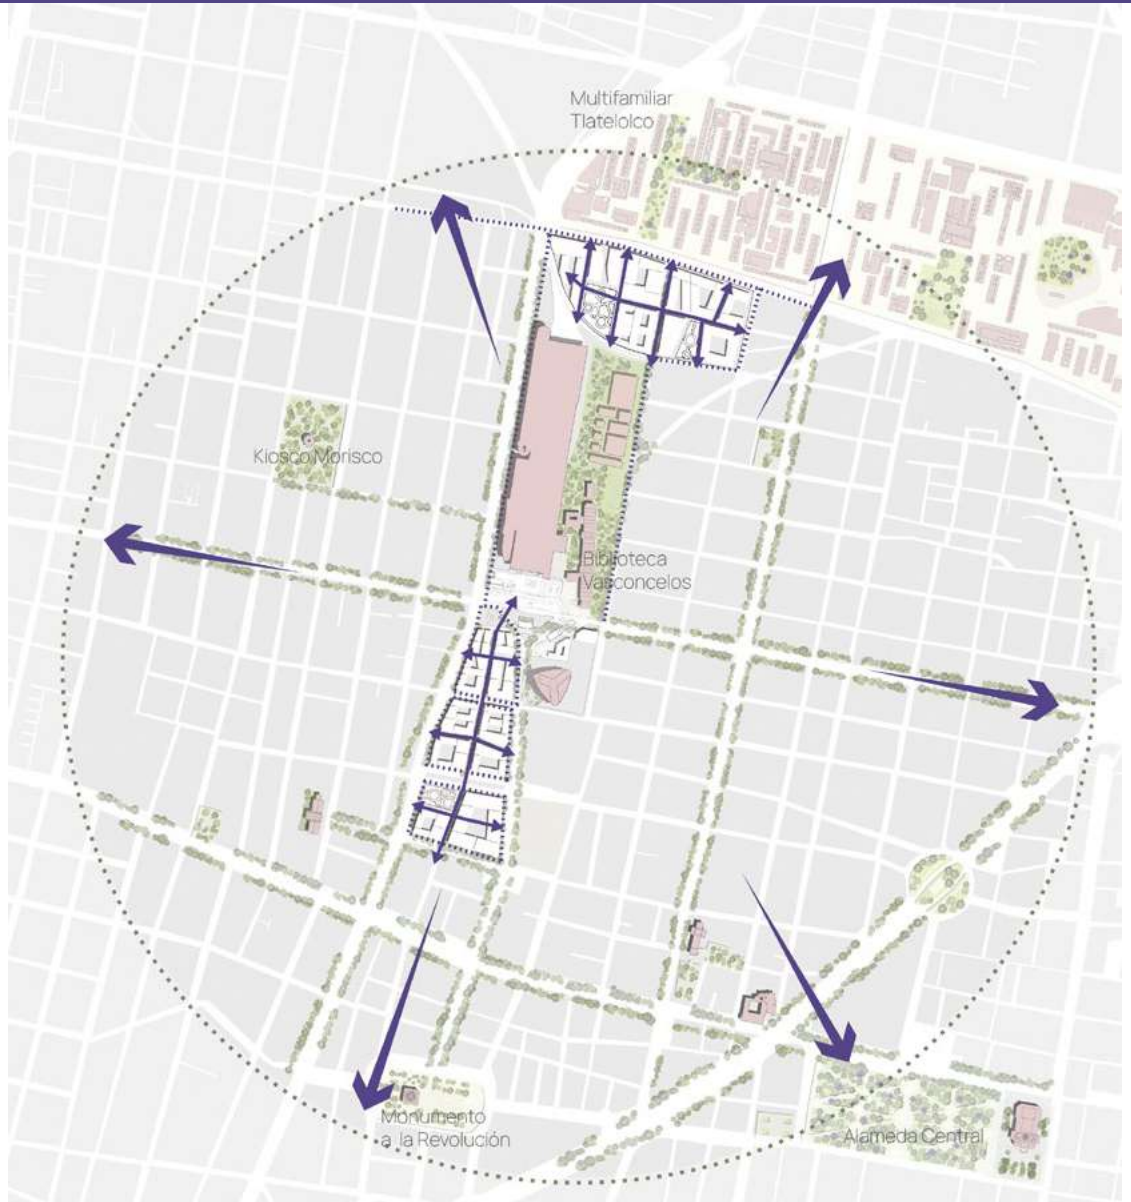 Multifamiliar
Tlatelolco
Kiosco Morisco
Biblioteca
Vasconcelos
Monumento
a la Revolución
Alameda Central